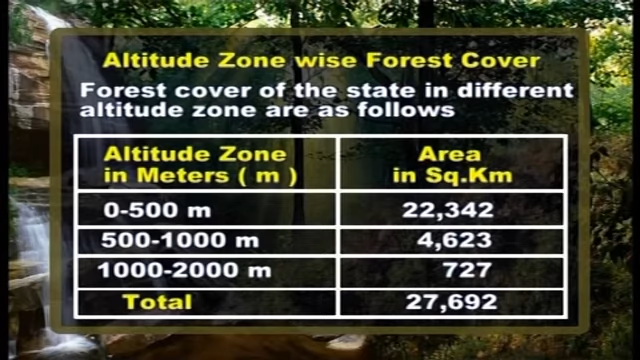 Altitude Zone wise Forest Cover
Forest cover of the state in different
altitude zone are as follows
Altitude Zone in Meters ( m ) Area in Sq.Km
0-500 m 22,342
500-1000 m 4,623
1000-2000 m 727
Total 27,692